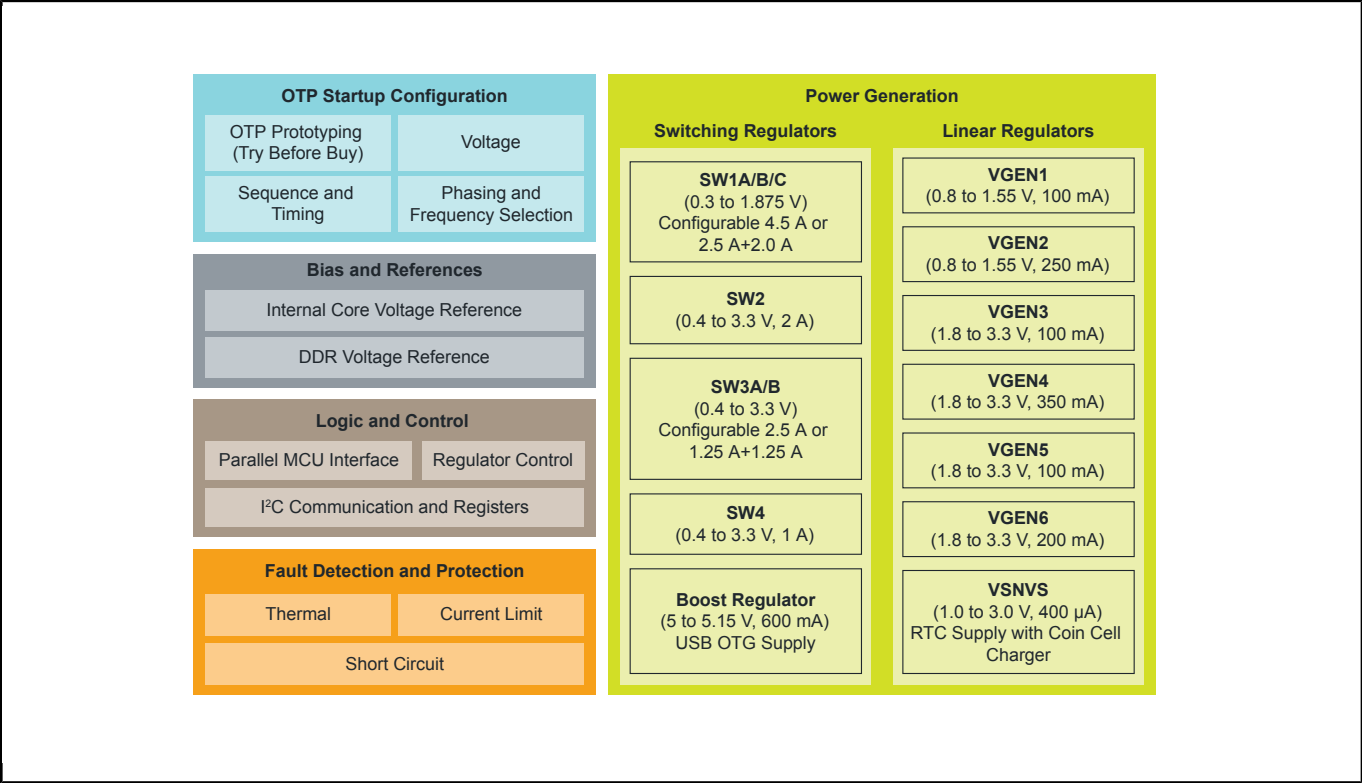 OTP Startup Configuration
OTP Prototyping
(Try Before Buy)
Voltage
Sequence and
Timing
Phasing and
Frequency Selection
Bias and References
Internal Core Voltage Reference
DDR Voltage Reference
Logic and Control
Parallel MCU Interface
Regulator Control
I²C Communication and Registers
Fault Detection and Protection
Thermal
Current Limit
Short Circuit
Power Generation
Switching Regulators
SW1A/B/C
(0.3 to 1.875 V)
Configurable 4.5 A or
2.5 A+2.0 A
SW2
(0.4 to 3.3 V, 2 A)
SW3A/B
(0.4 to 3.3 V)
Configurable 2.5 A or
1.25 A+1.25 A
SW4
(0.4 to 3.3 V, 1 A)
Boost Regulator
(5 to 5.15 V, 600 mA)
USB OTG Supply
Linear Regulators
VGEN1
(0.8 to 1.55 V, 100 mA)
VGEN2
(0.8 to 1.55 V, 250 mA)
VGEN3
(1.8 to 3.3 V, 100 mA)
VGEN4
(1.8 to 3.3 V, 350 mA)
VGEN5
(1.8 to 3.3 V, 100 mA)
VGEN6
(1.8 to 3.3 V, 200 mA)
VSNVS
(1.0 to 3.0 V, 400 µA)
RTC Supply with Coin Cell
Charger